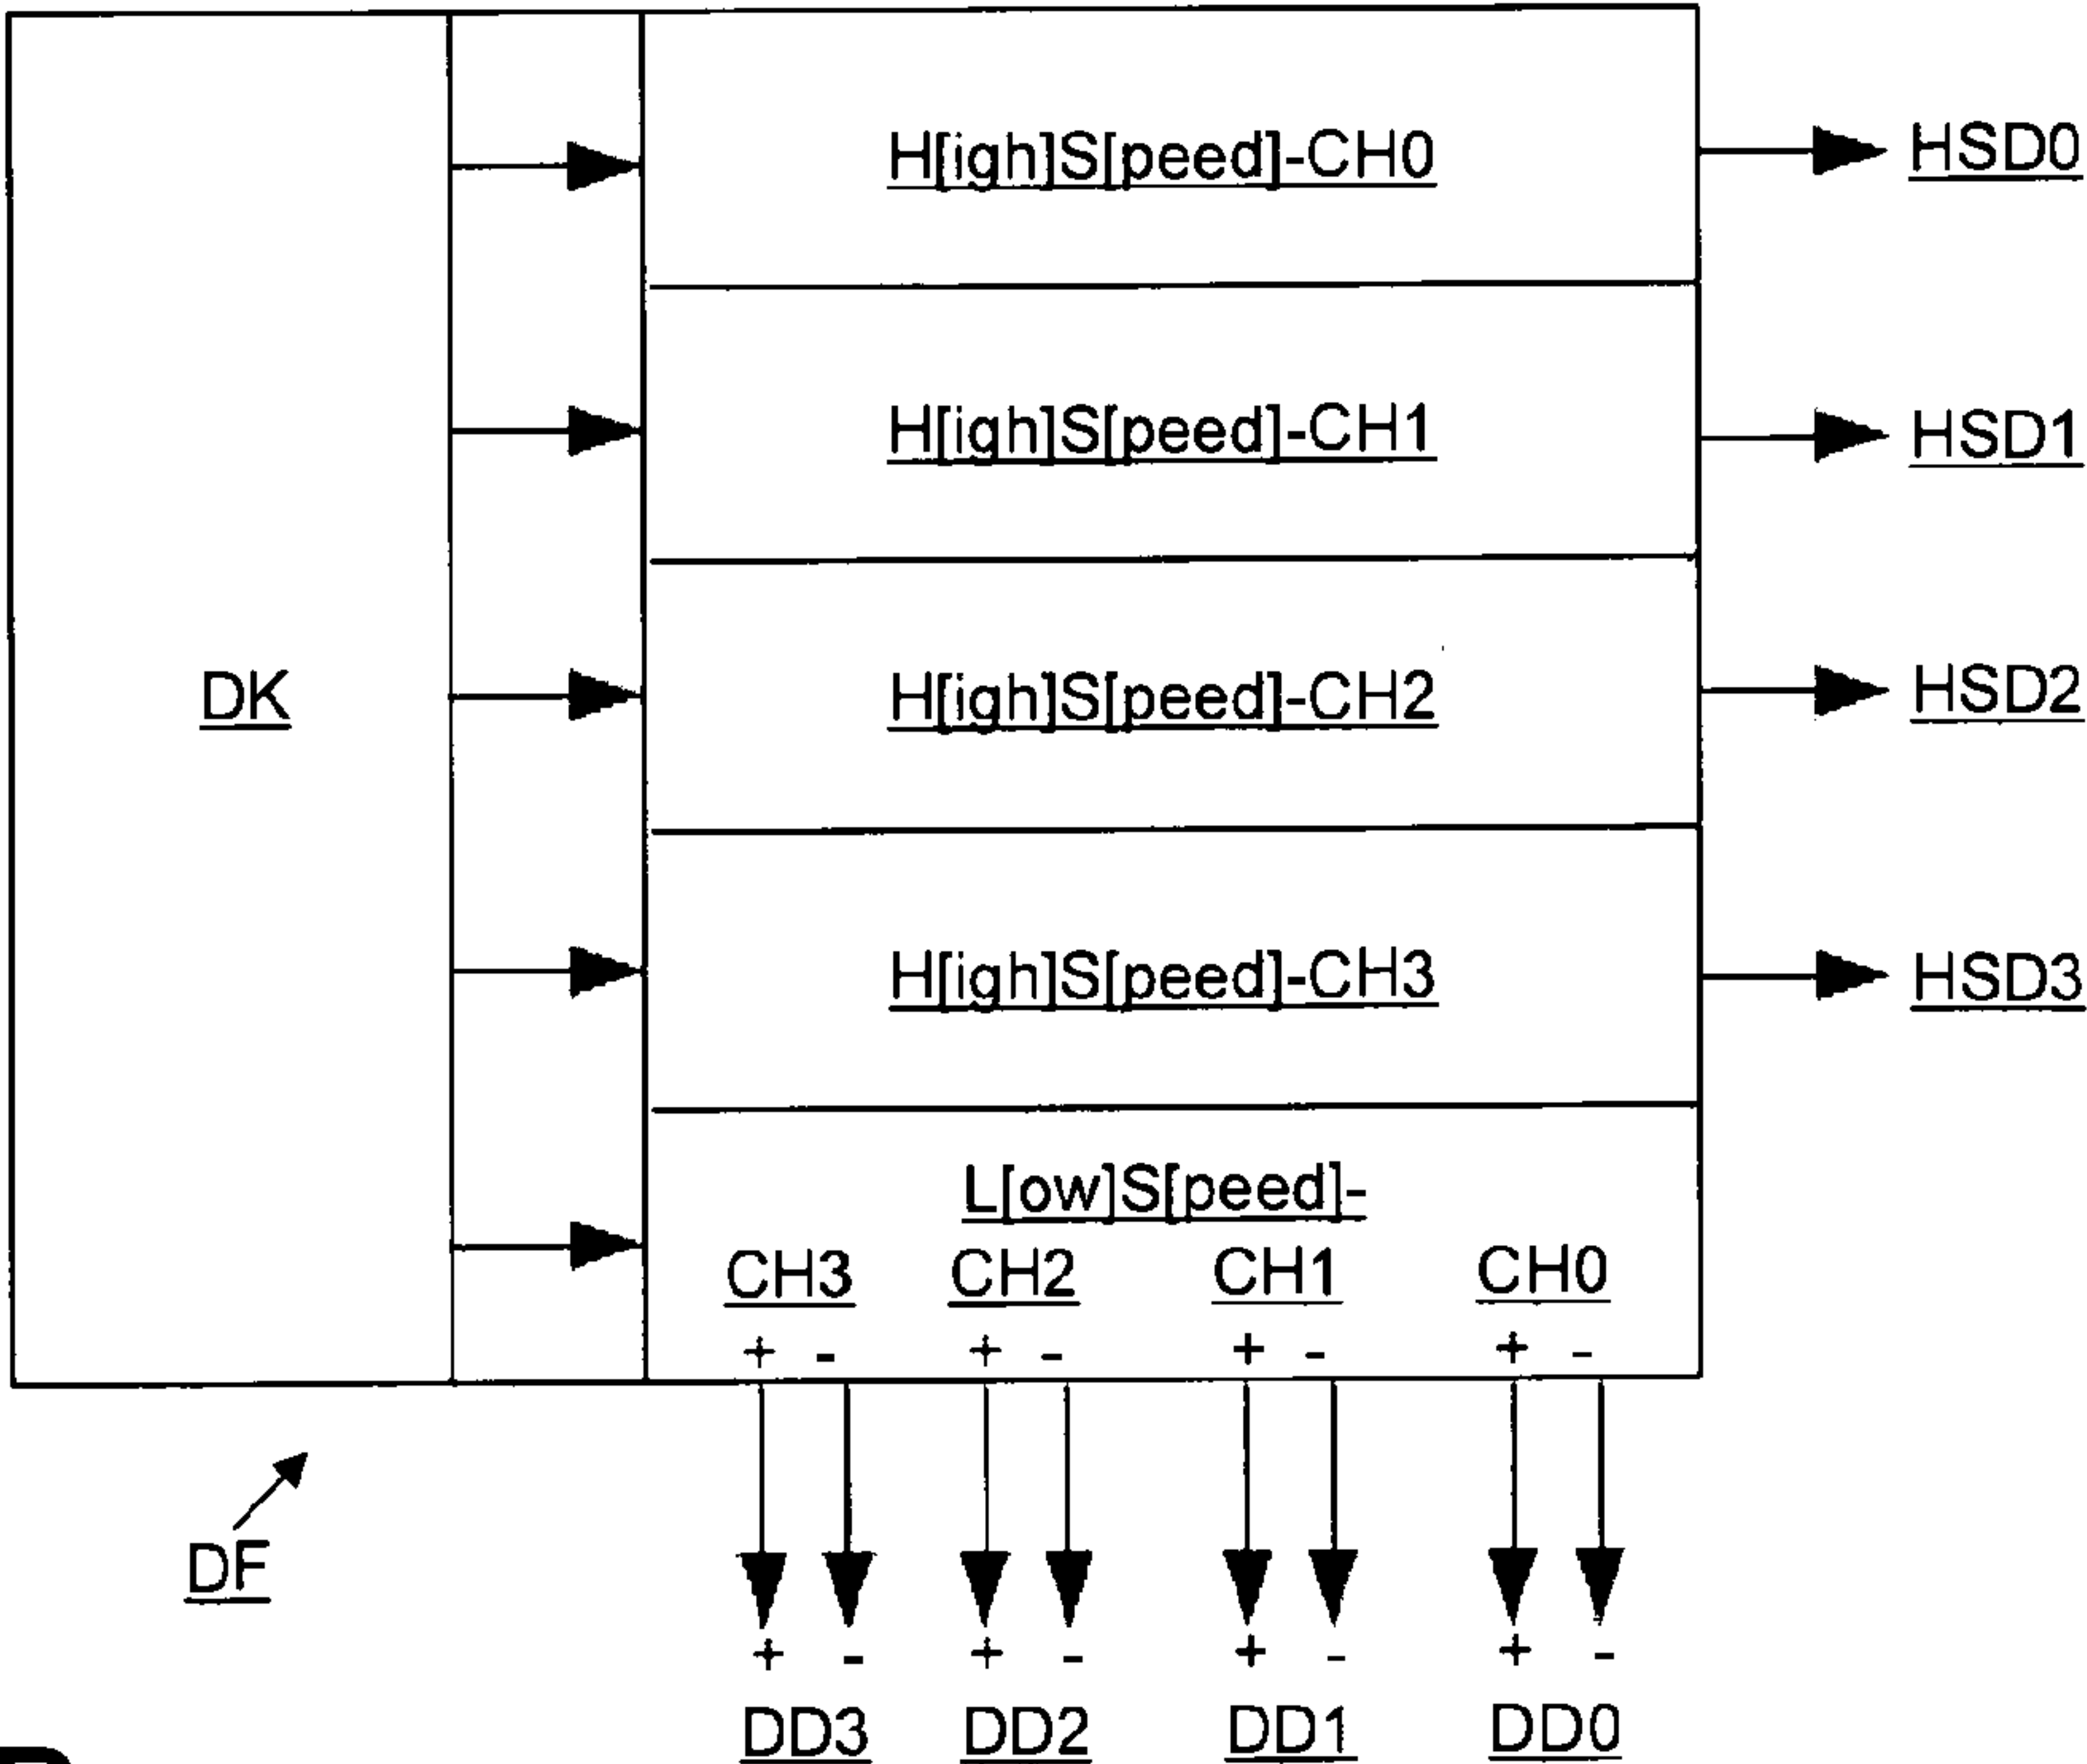 H[igh]S[peed]-CH0 HSD0
H[igh]S[peed]-CH1 HSD1
DK H[igh]S[peed]-CH2 HSD2
H[igh]S[peed]-CH3 HSD3
L[ow]S[peed]-
CH3 CH2 CH1 CH0
+ - + - + - + -
DF
+ - + - + - + -
DD3 DD2 DD1 DD0